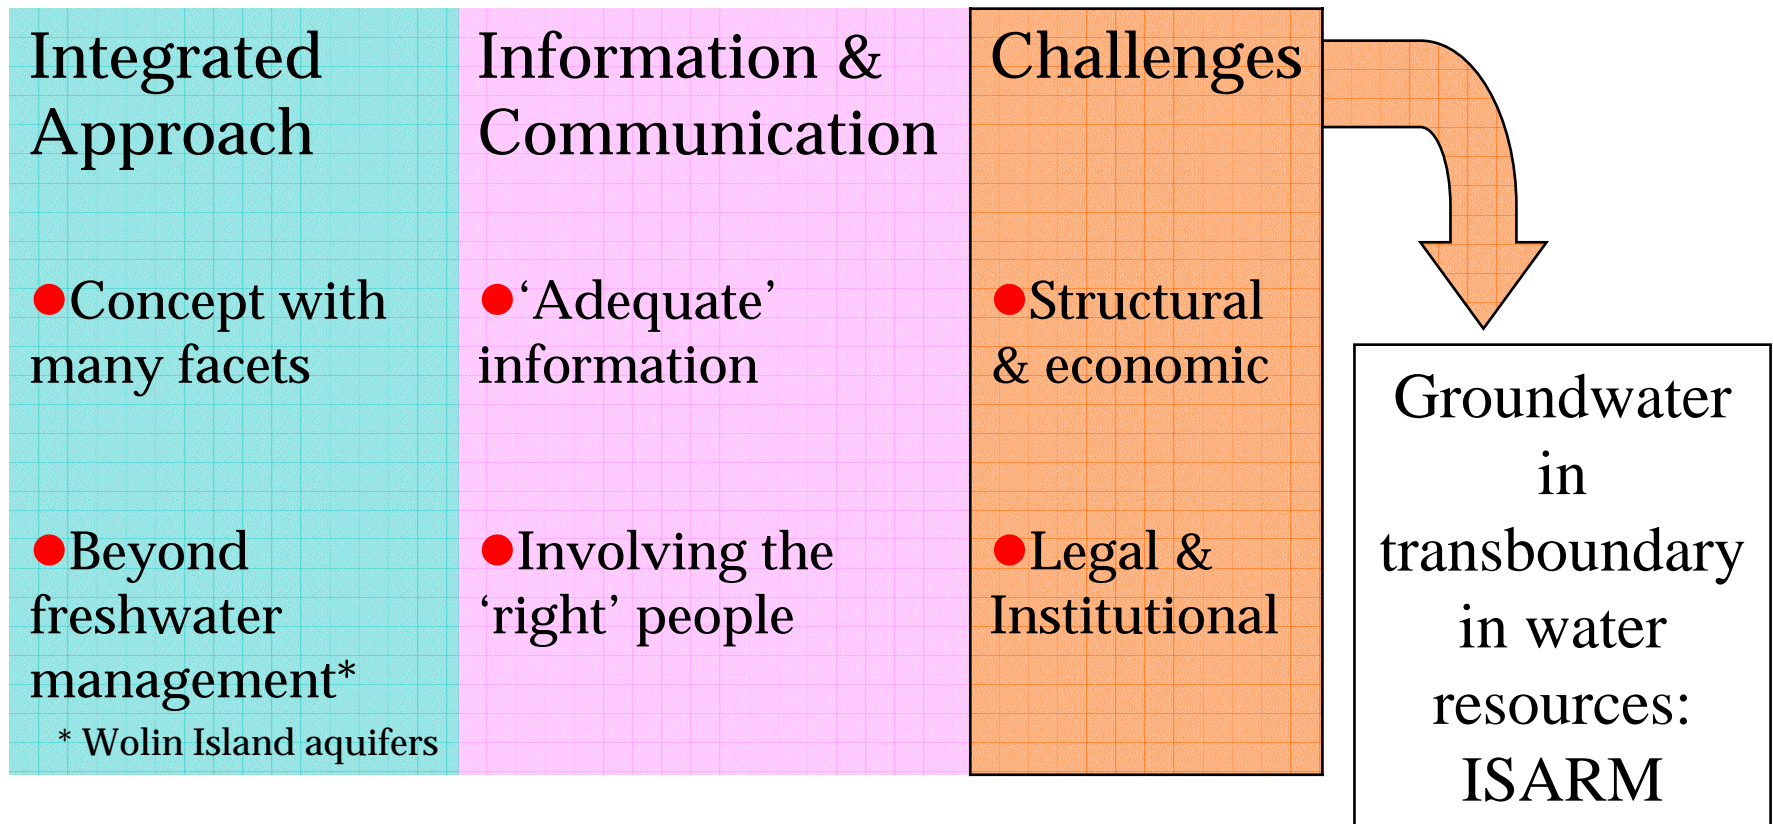 Integrated
Approach
●Concept with
many facets
●Beyond
freshwater
management*
* Wolin Island aquifers
Information &
Communication
●‘Adequate’
information
●Involving the
‘right’ people
Challenges
●Structural
& economic
●Legal &
Institutional
Groundwater
in
transboundary
in water
resources:
ISARM